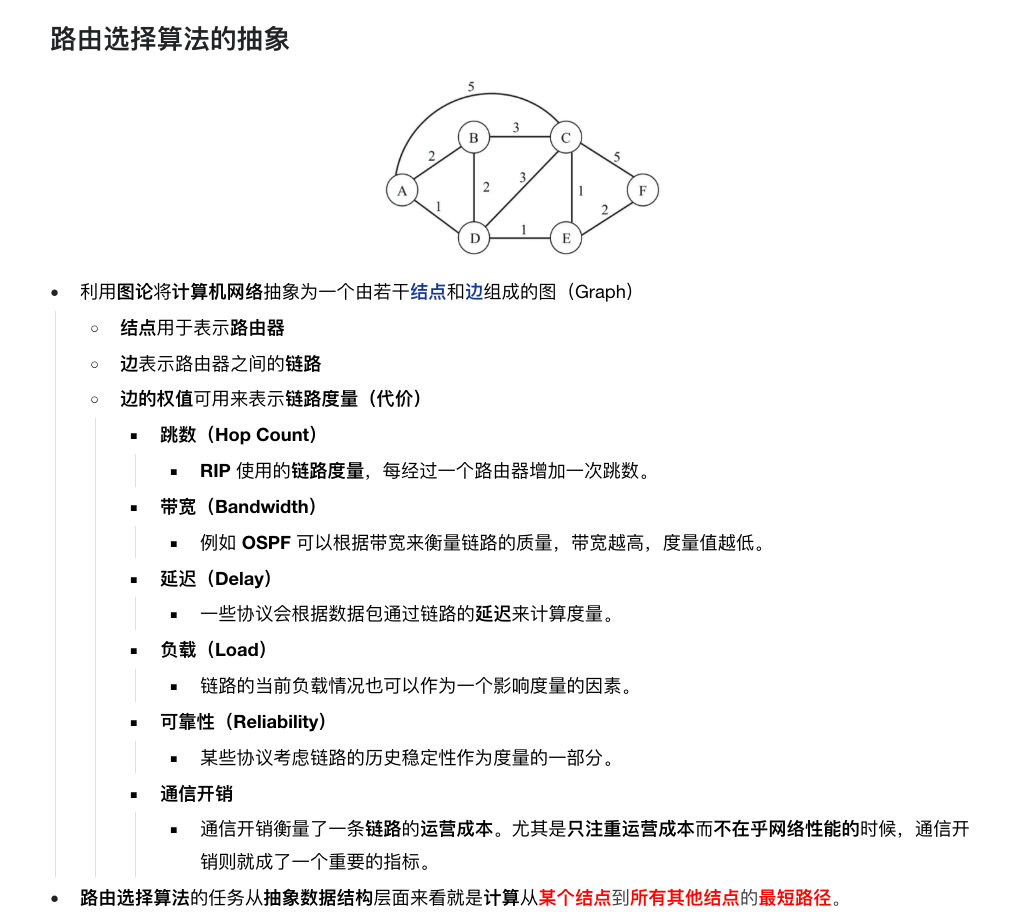 路由选择算法的抽象
5
B
3
C
2
5
A
2
3
1
F
1
2
D
1
E
利用图论将计算机网络抽象为一个由若干结点和边组成的图（Graph）
结点用于表示路由器
边表示路由器之间的链路
边的权值可用来表示链路度量（代价）
跳数（Hop Count）
RIP 使用的链路度量，每经过一个路由器增加一次跳数。
带宽（Bandwidth）
例如 OSPF 可以根据带宽来衡量链路的质量，带宽越高，度量值越低。
延迟（Delay）
一些协议会根据数据包通过链路的延迟来计算度量。
负载（Load）
链路的当前负载情况也可以作为一个影响度量的因素。
可靠性（Reliability）
某些协议考虑链路的历史稳定性作为度量的一部分。
通信开销
通信开销衡量了一条链路的运营成本。尤其是只注重运营成本而不在乎网络性能的时候，通信开
销则就成了一个重要的指标。
路由选择算法的任务从抽象数据结构层面来看就是计算从某个结点到所有其他结点的最短路径。